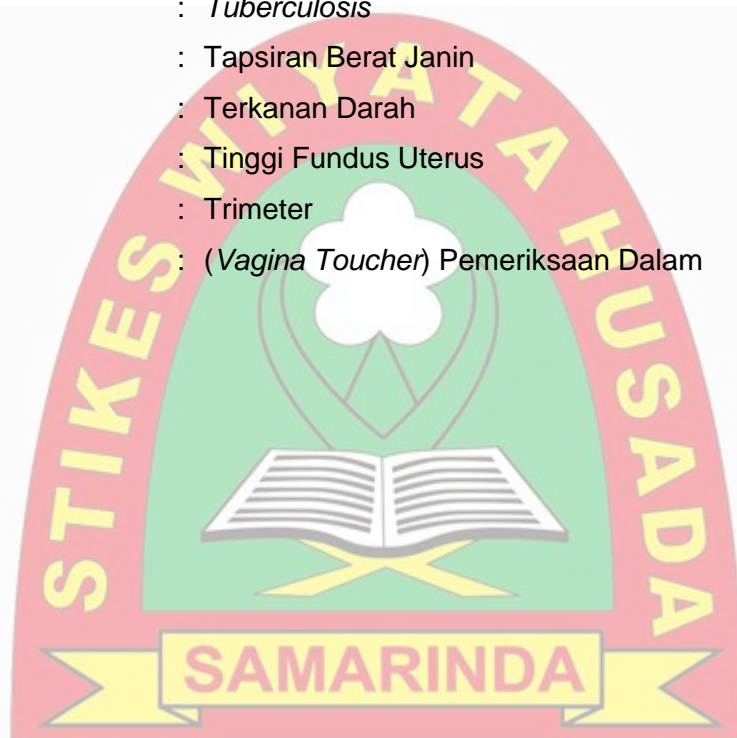 : Tuberculosis
: Tapsiran Berat Janin
: Terkanan Darah
: Tinggi Fundus Uterus
: Trimeter
: (Vagina Toucher) Pemeriksaan Dalam
STIKES WIYATA HUSADA
SAMARINDA